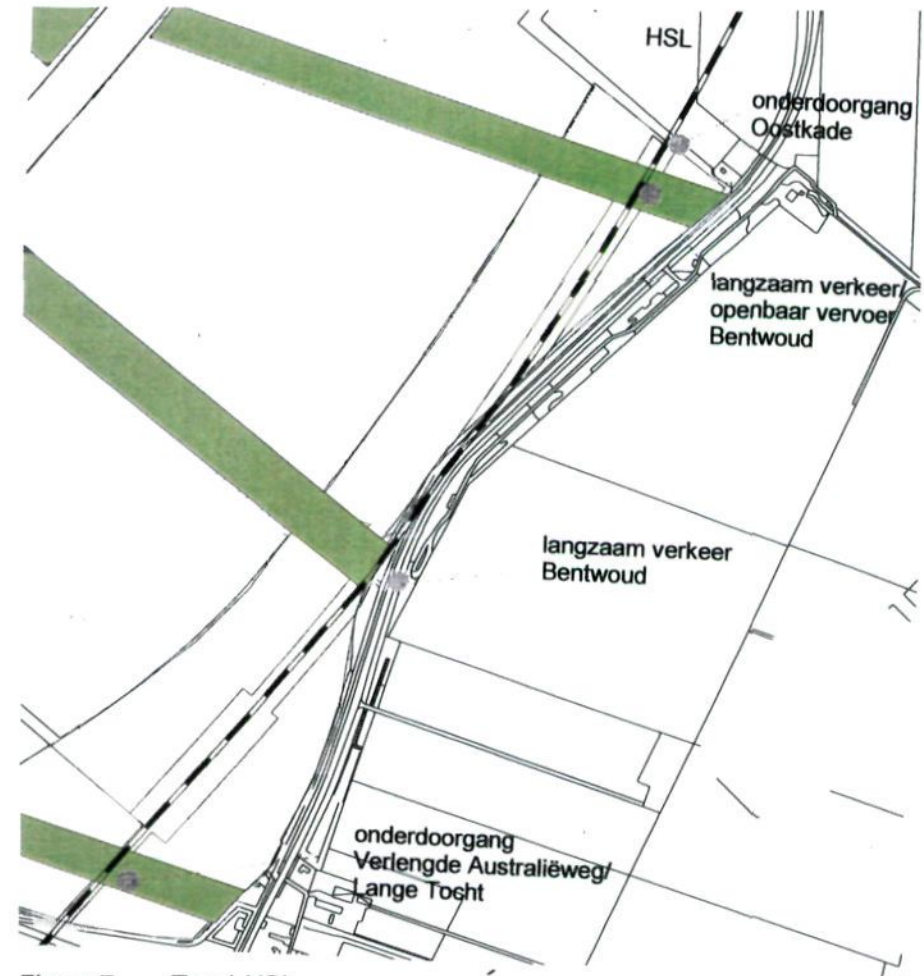 HSL
onderdoorgang
Oostkade
langzaam verkeer/
openbaar vervoer
Bentwoud
langzaam verkeer
Bentwoud
onderdoorgang
Verlengde Australiëweg/
Lange Tocht